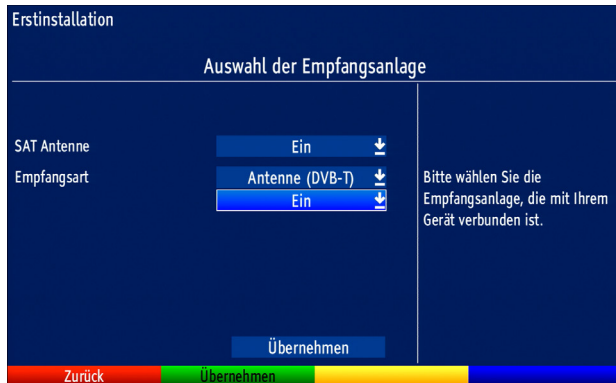 Erstinstallation
Auswahl der Empfangsanlage
SAT Antenne
Ein
Empfangsart
Antenne (DVB-T)
Ein
Bitte wählen Sie die
Empfangsanlage, die mit Ihrem
Gerät verbunden ist.
Übernehmen
Zurück
Übernehmen